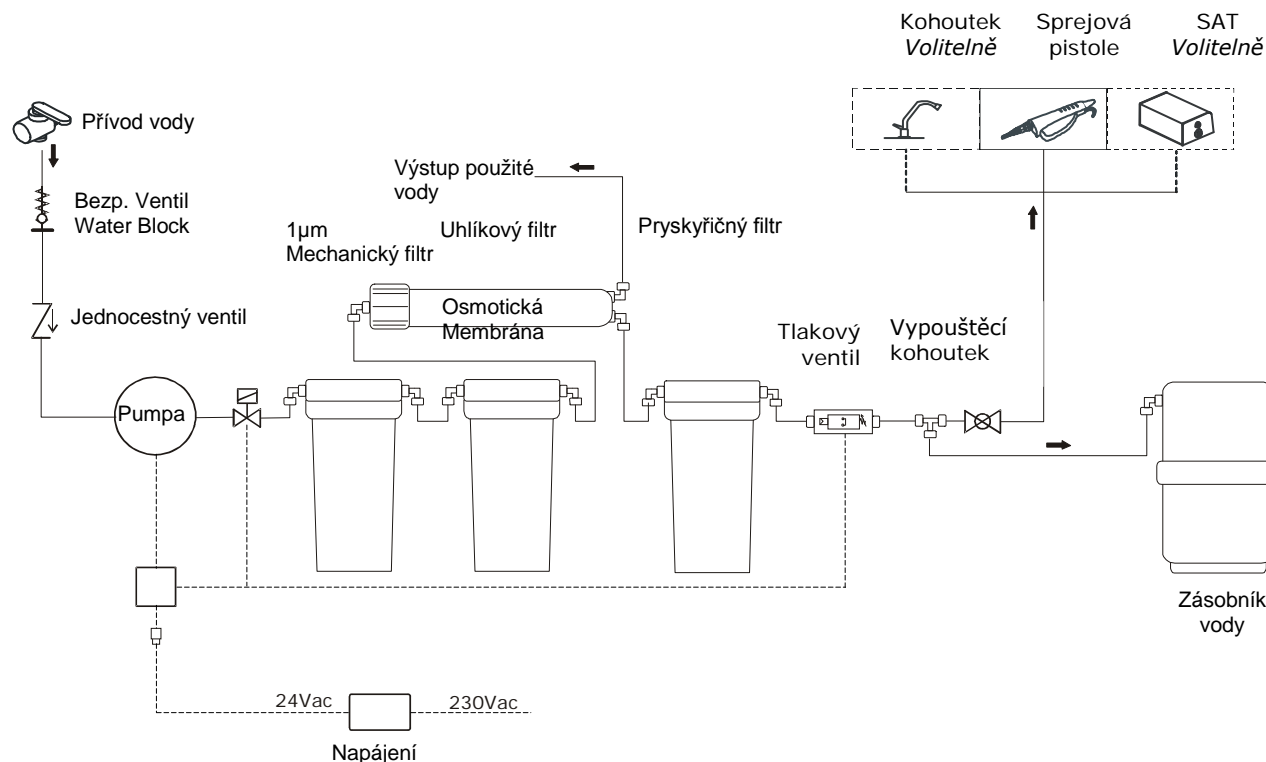 Kohoutek
Volitelně
Sprejová
pistole
SAT
Volitelně
Přívod vody
Výstup použité
vody
Bezp. Ventil
Water Block
1µm
Mechanický filtr
Uhlíkový filtr
Pryskyřičný filtr
Osmotická
Membrána
Jednocestný ventil
Tlakový
ventil
Vypouštěcí
kohoutek
Pumpa
Zásobník
vody
24Vac
230Vac
Napájení